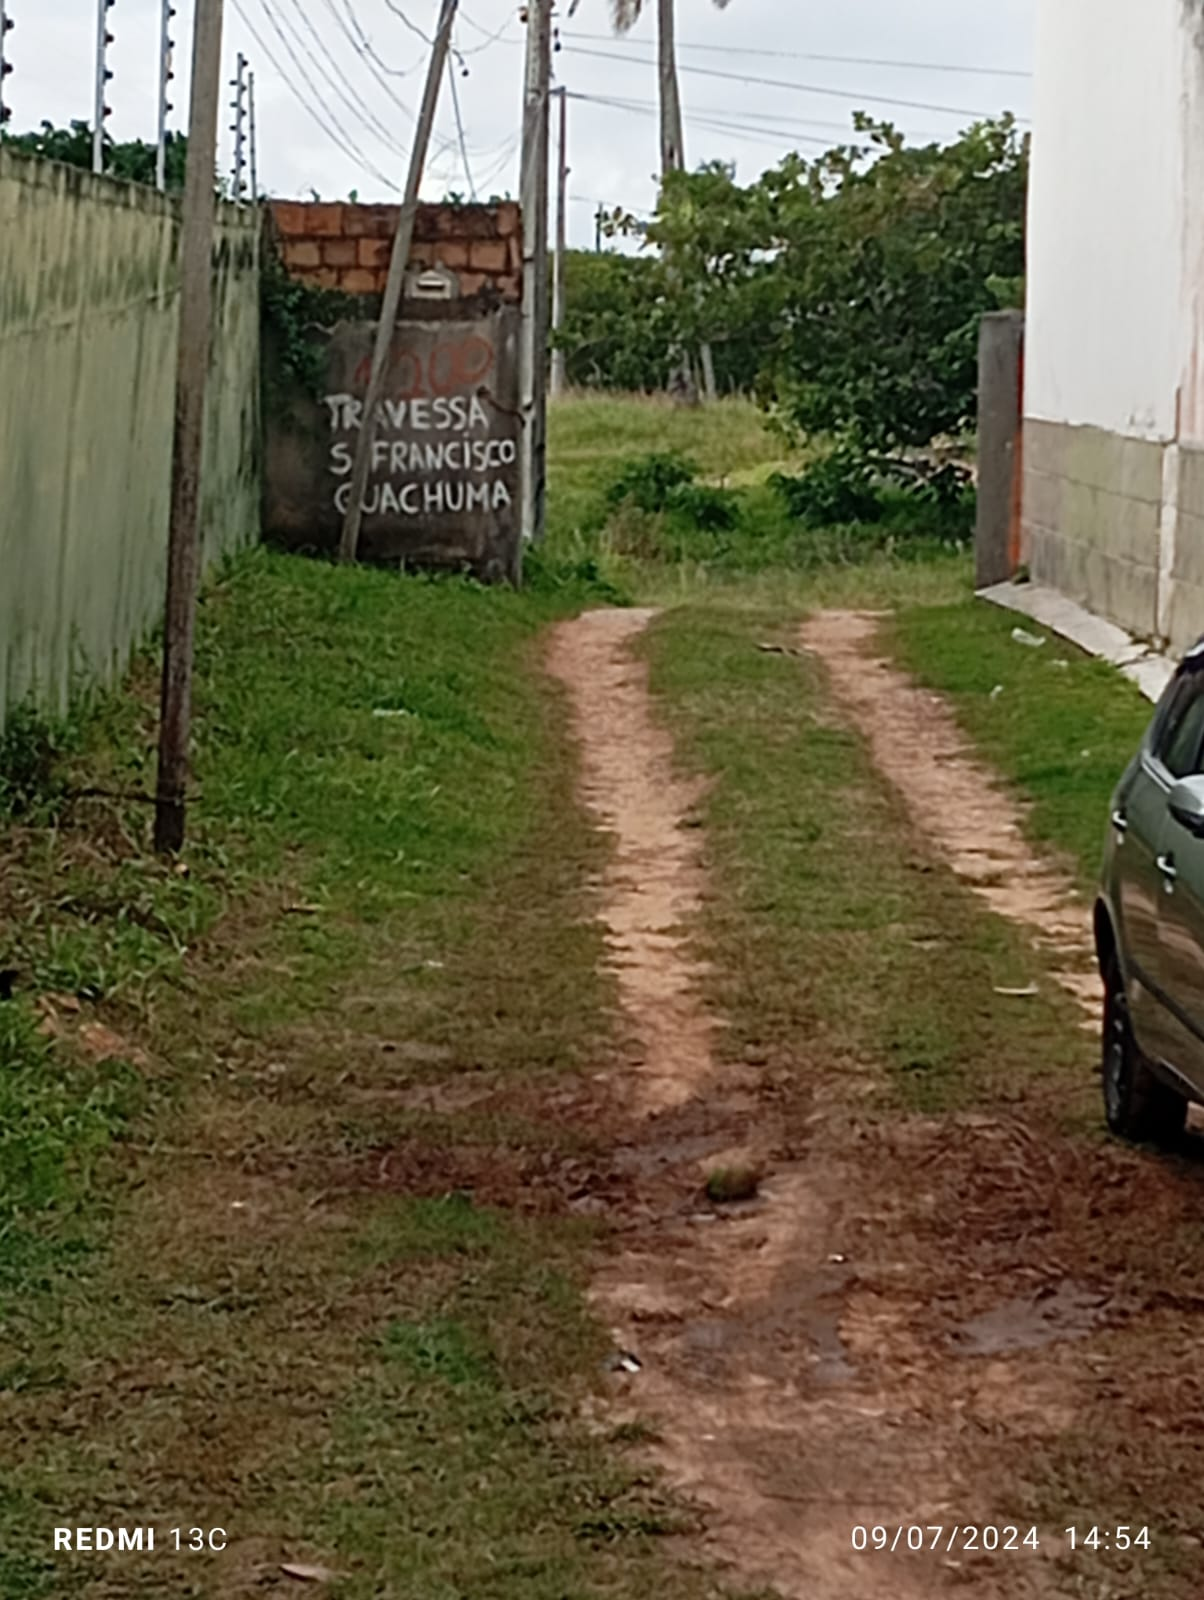 TRAVESSA
S. FRANCISCO
GUACHUMA
REDMI 13C
09/07/2024 14:54